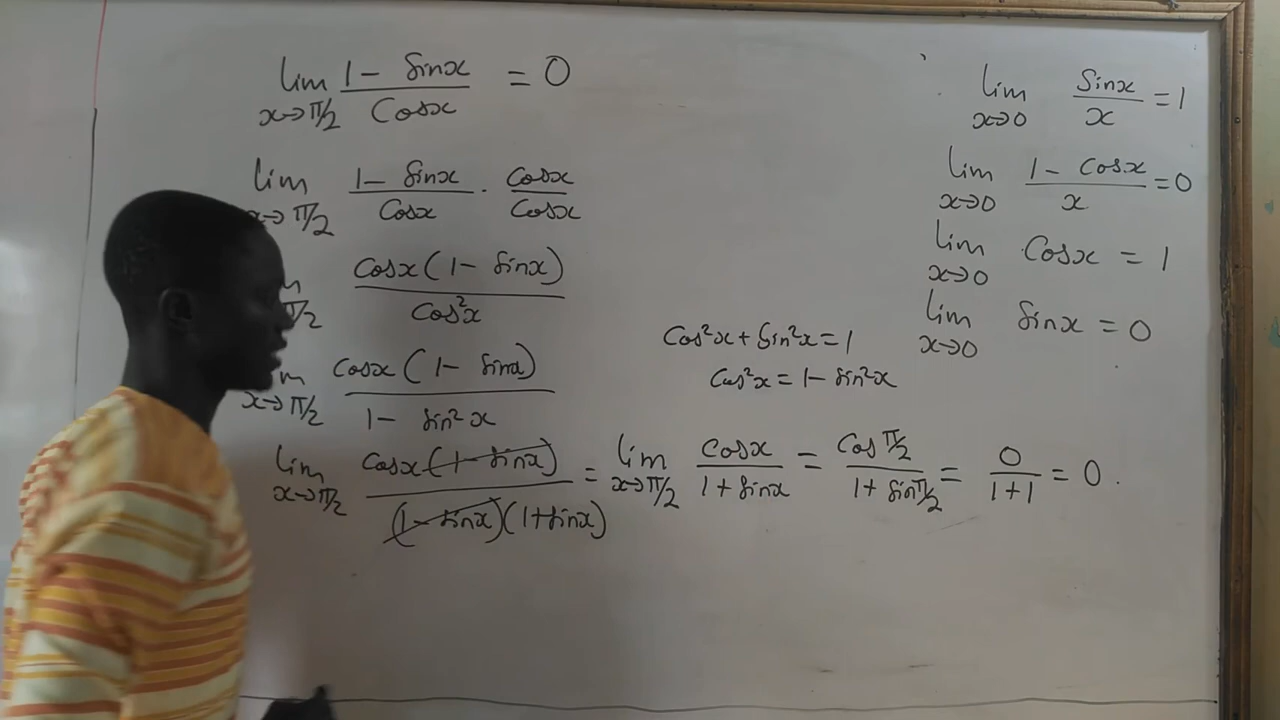 lim x→π/2 (1 - Sinx)/(Cosx) = 0
lim x→π/2 (1 - Sinx)/(Cosx) · (Cosx)/(Cosx)
π/2 (Cosx(1 - Sinx))/(Cos²x)
x→π/2 (Cosx(1 - Sinx))/(1 - Sin²x)
lim x→π/2 (Cosx(1 - Sinx))/((1 - Sinx)(1+Sinx)) = lim x→π/2 (Cosx)/(1 + Sinx) = (Cos π/2)/(1 + Sin π/2) = 0/(1+1) = 0.
Cos²x + Sin²x = 1
Cos²x = 1 - Sin²x
lim x→0 (Sinx)/x = 1
lim x→0 (1 - Cosx)/x = 0
lim x→0 Cosx = 1
lim x→0 Sinx = 0